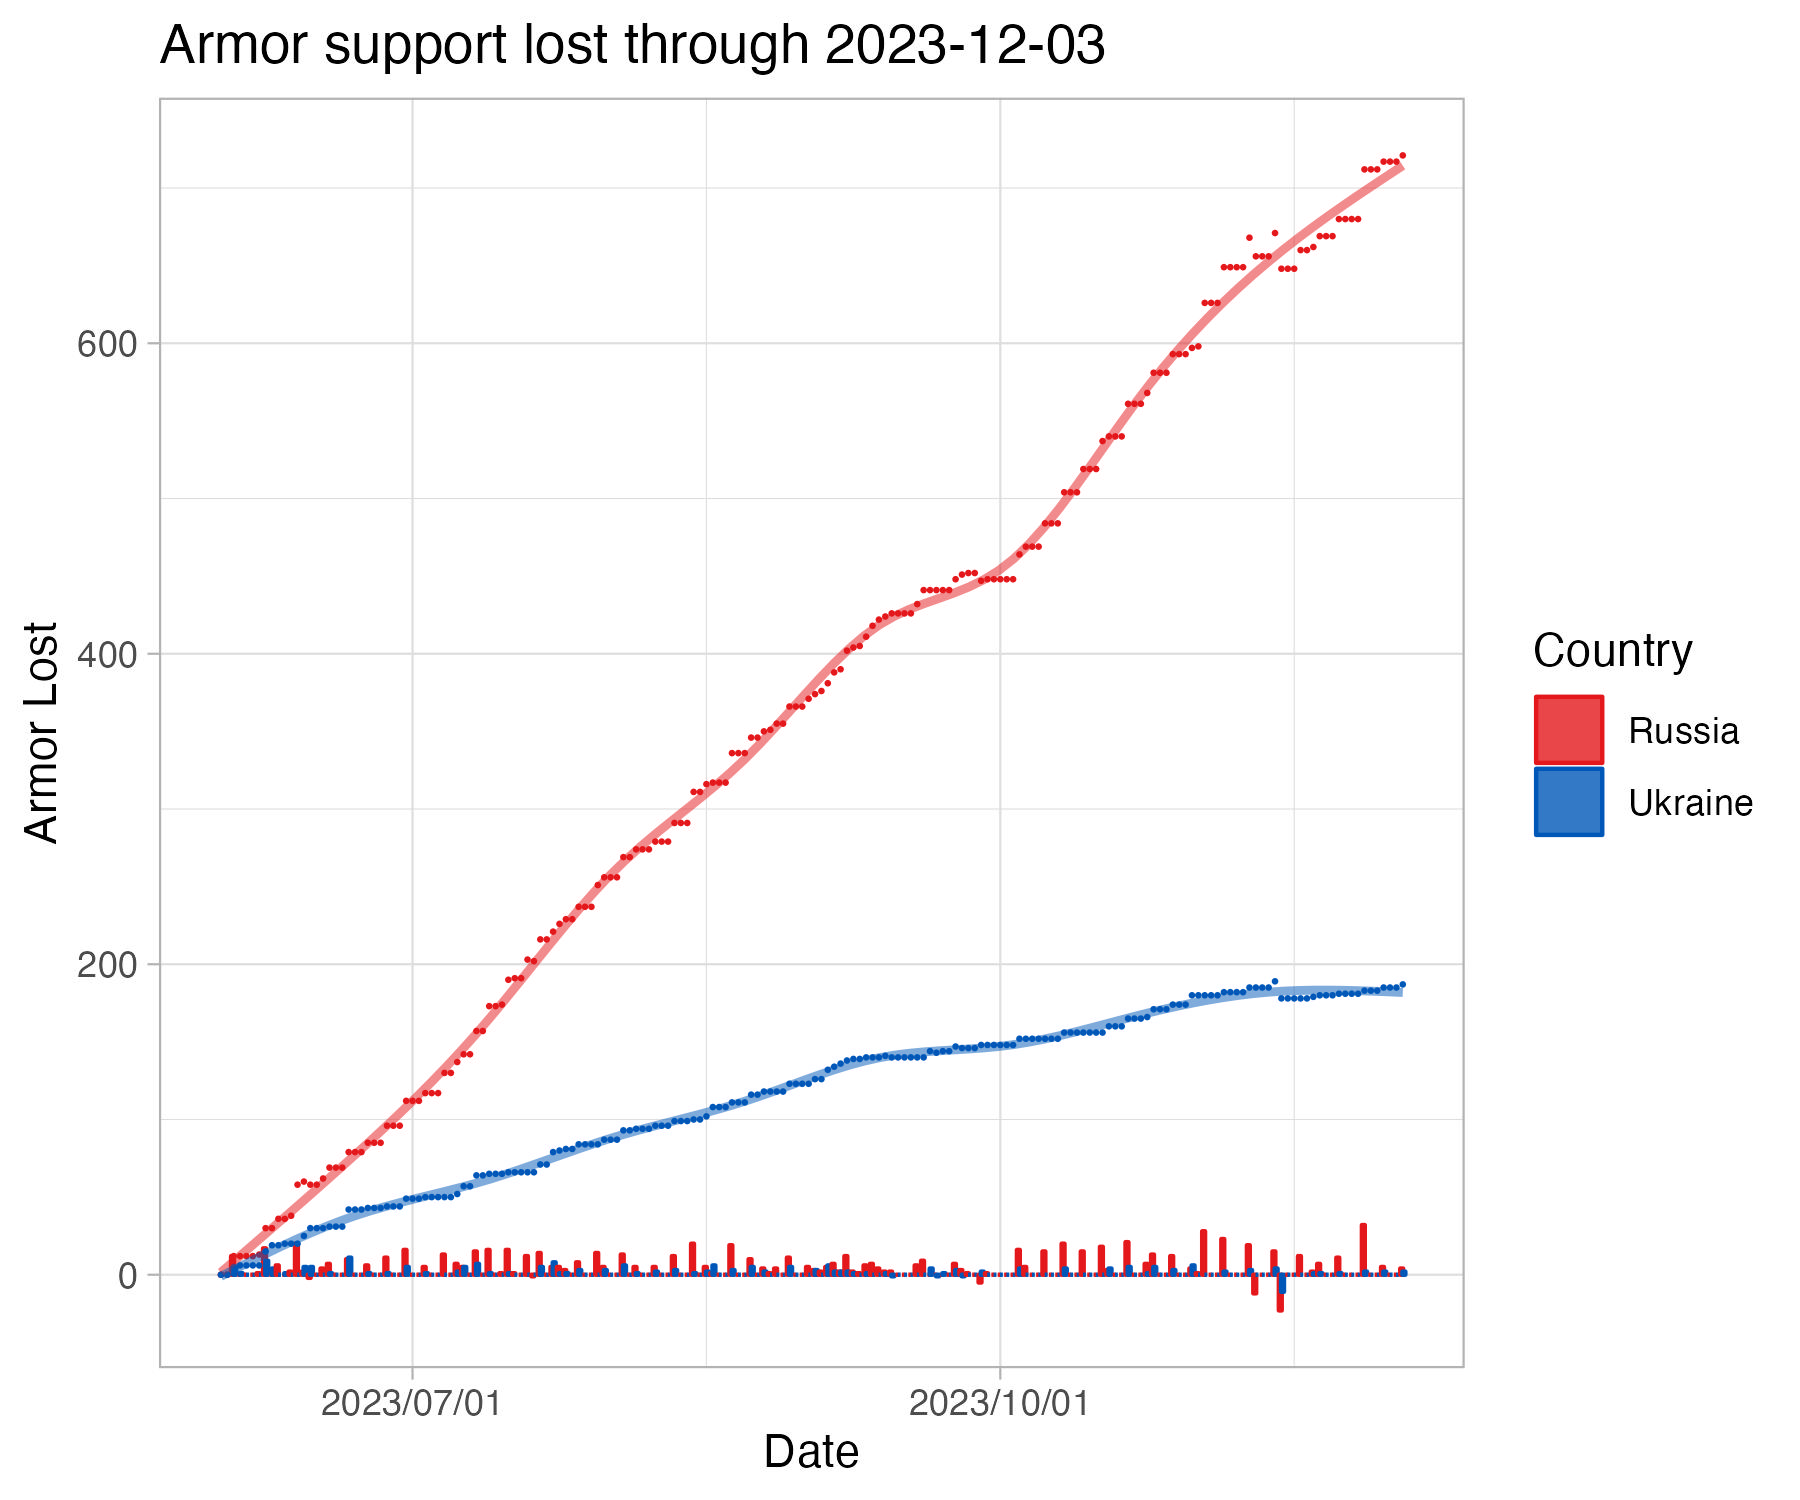 Armor support lost through 2023-12-03
Armor Lost
600
400
200
0
2023/07/01
2023/10/01
Date
Country
Russia
Ukraine